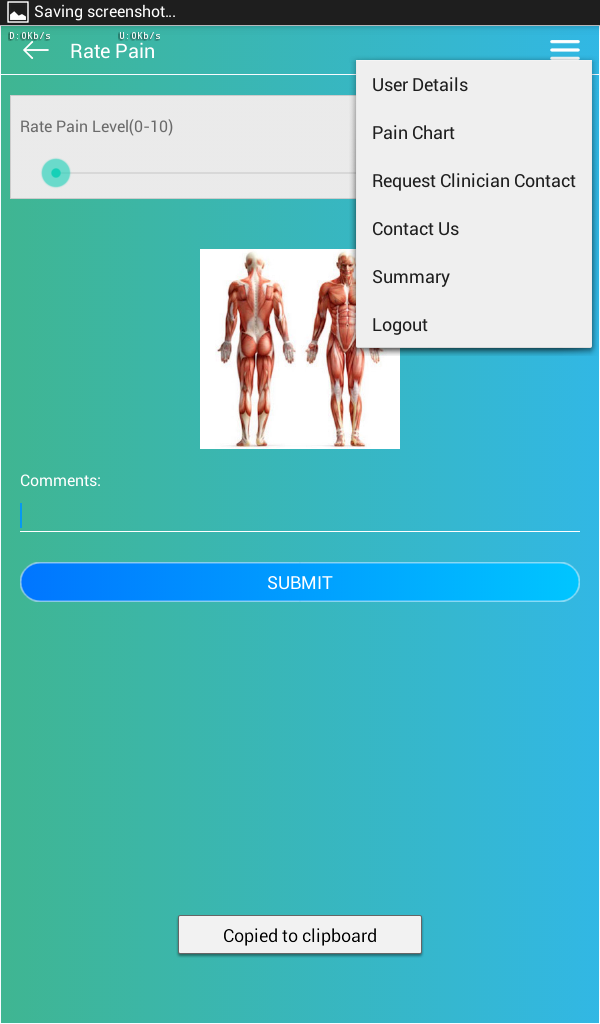 Saving screenshot...
D:0Kb/s U:0Kb/s
Rate Pain
User Details
Pain Chart
Request Clinician Contact
Contact Us
Summary
Logout
Rate Pain Level(0-10)
Comments:
SUBMIT
Copied to clipboard